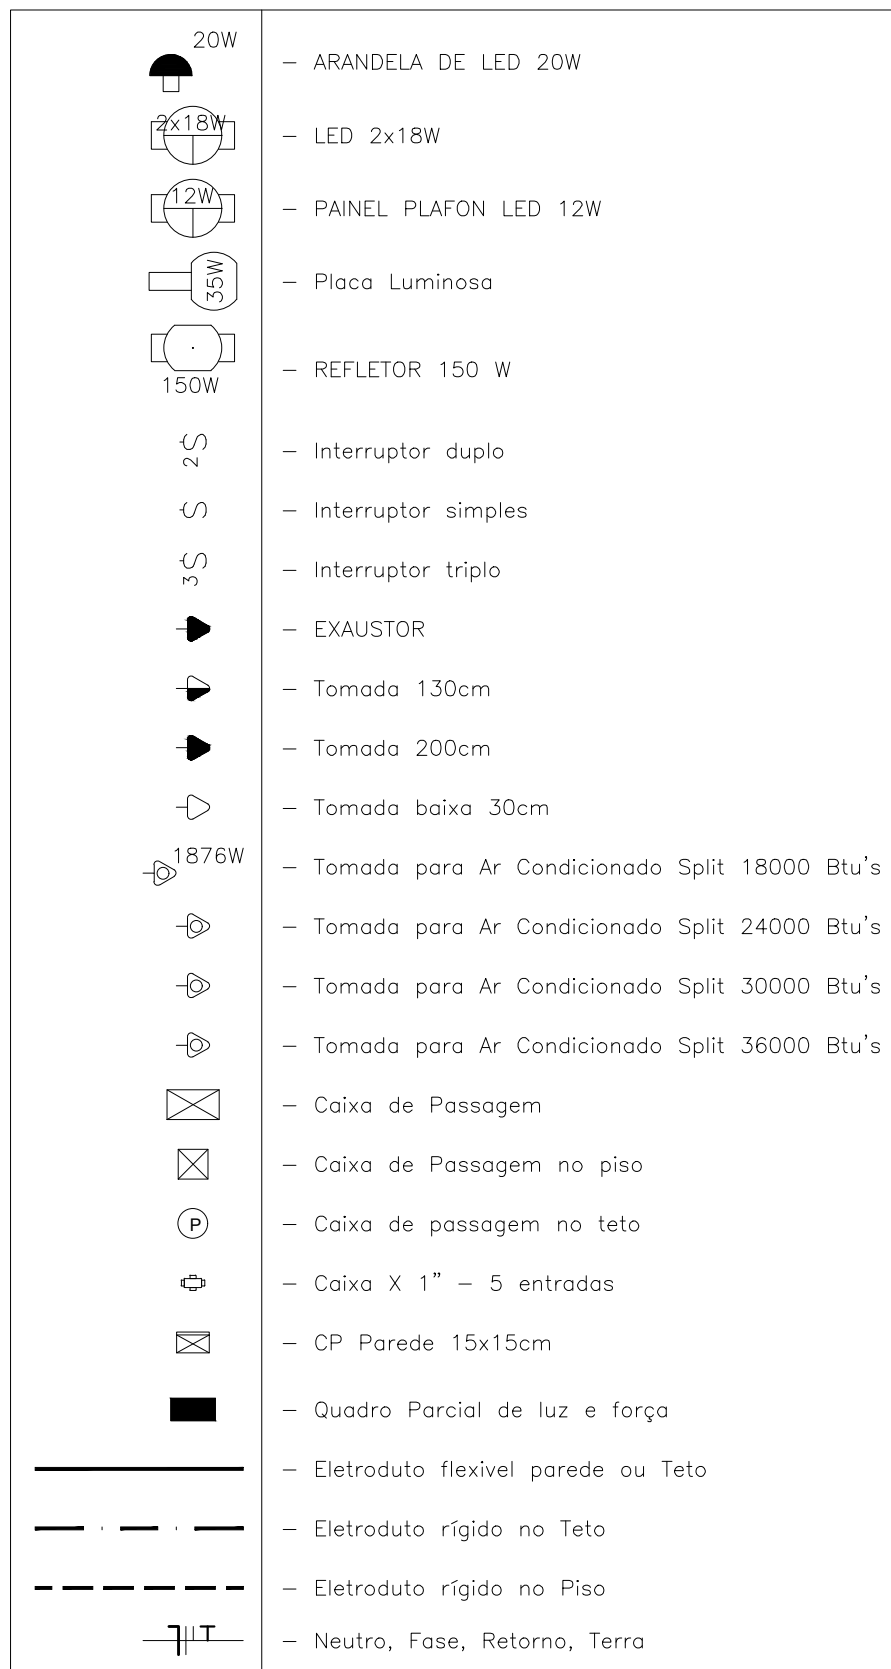 20W
- ARANDELA DE LED 20W
2x18W
- LED 2x18W
12W
- PAINEL PLAFON LED 12W
35W
- Placa Luminosa
150W
- REFLETOR 150 W
2 S
- Interruptor duplo
S
- Interruptor simples
3 S
- Interruptor triplo
- EXAUSTOR
- Tomada 130cm
- Tomada 200cm
- Tomada baixa 30cm
1876W
- Tomada para Ar Condicionado Split 18000 Btu's
- Tomada para Ar Condicionado Split 24000 Btu's
- Tomada para Ar Condicionado Split 30000 Btu's
- Tomada para Ar Condicionado Split 36000 Btu's
- Caixa de Passagem
- Caixa de Passagem no piso
P
- Caixa de passagem no teto
- Caixa X 1" - 5 entradas
- CP Parede 15x15cm
- Quadro Parcial de luz e força
- Eletroduto flexivel parede ou Teto
- Eletroduto rígido no Teto
- Eletroduto rígido no Piso
- Neutro, Fase, Retorno, Terra